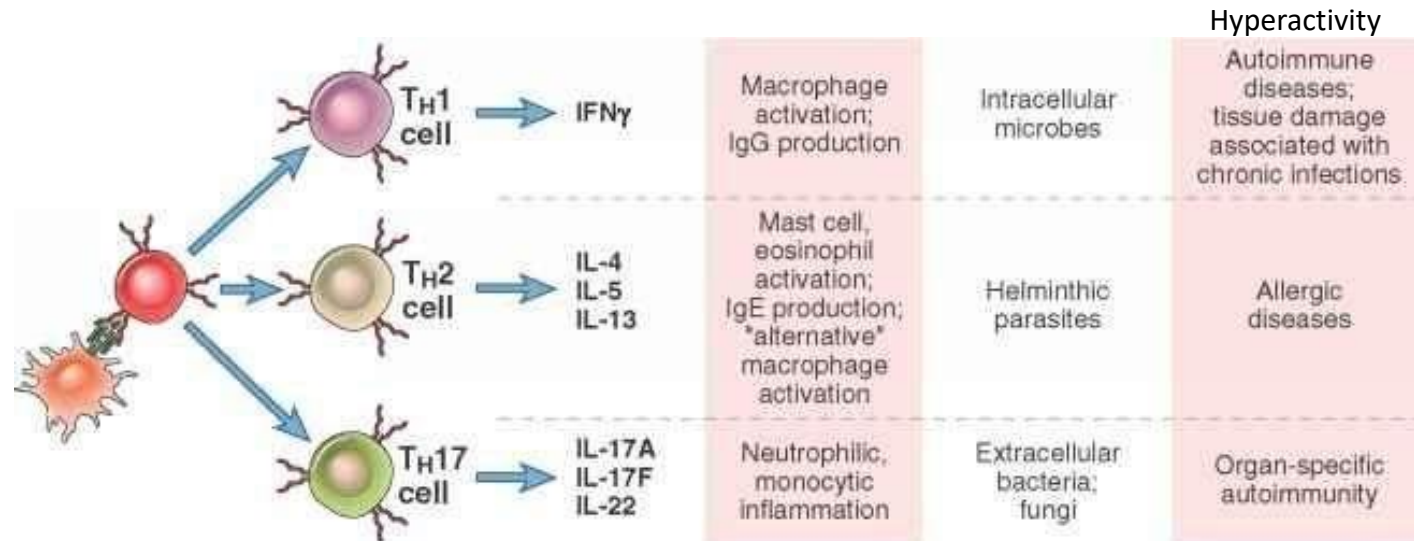 Hyperactivity
TH1
cell
IFNγ
Macrophage
activation;
IgG production
Intracellular
microbes
Autoimmune
diseases;
tissue damage
associated with
chronic infections
TH2
cell
IL-4
IL-5
IL-13
Mast cell,
eosinophil
activation;
IgE production;
"alternative"
macrophage
activation
Helminthic
parasites
Allergic
diseases
TH17
cell
IL-17A
IL-17F
IL-22
Neutrophilic,
monocytic
inflammation
Extracellular
bacteria;
fungi
Organ-specific
autoimmunity